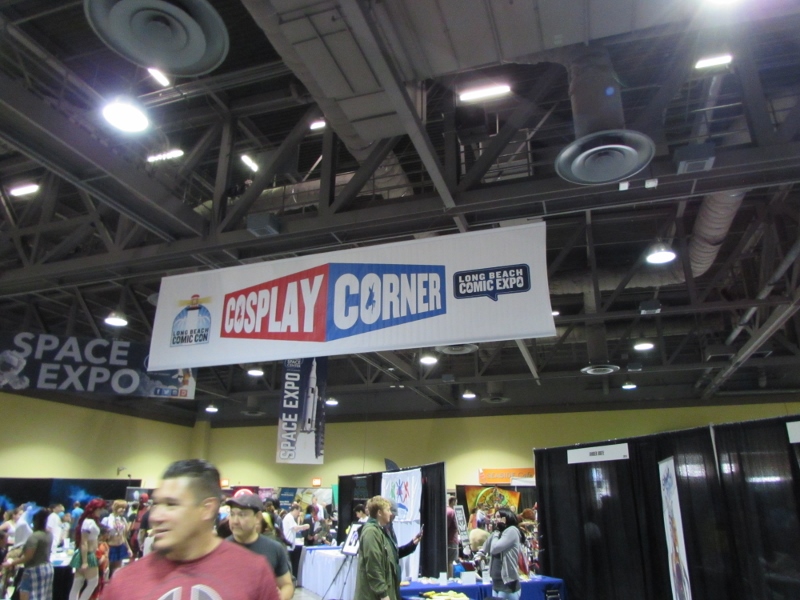 LONG BEACH
COMIC CON
COSPLAY CORNER
LONG BEACH
COMIC EXPO
SPACE
EXPO
SPACE EXPO